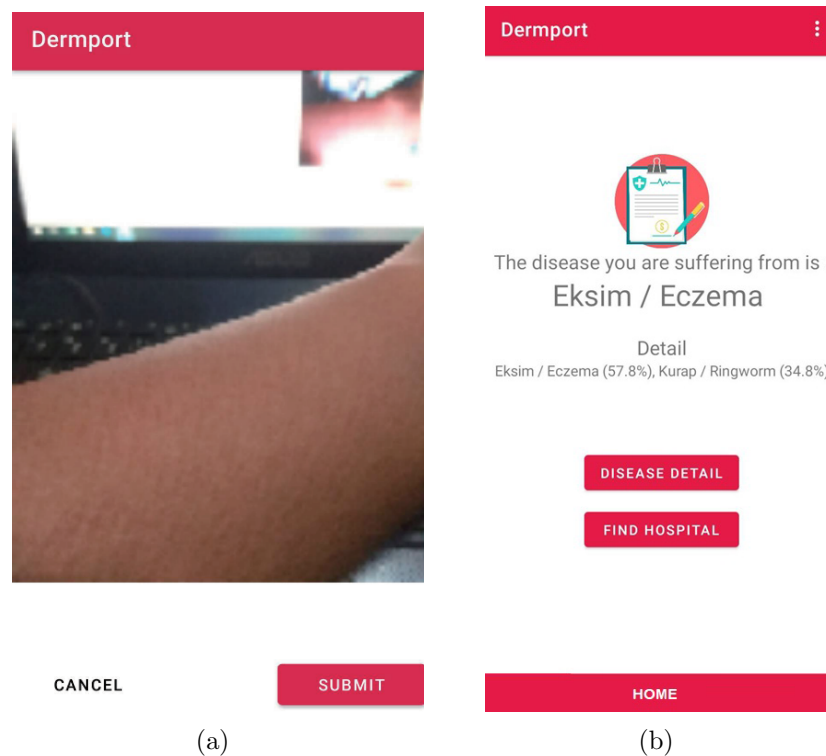 Dermport
CANCEL
SUBMIT
(a)
Dermport
The disease you are suffering from is
Eksim / Eczema
Detail
Eksim / Eczema (57.8%), Kurap / Ringworm (34.8%)
DISEASE DETAIL
FIND HOSPITAL
HOME
(b)